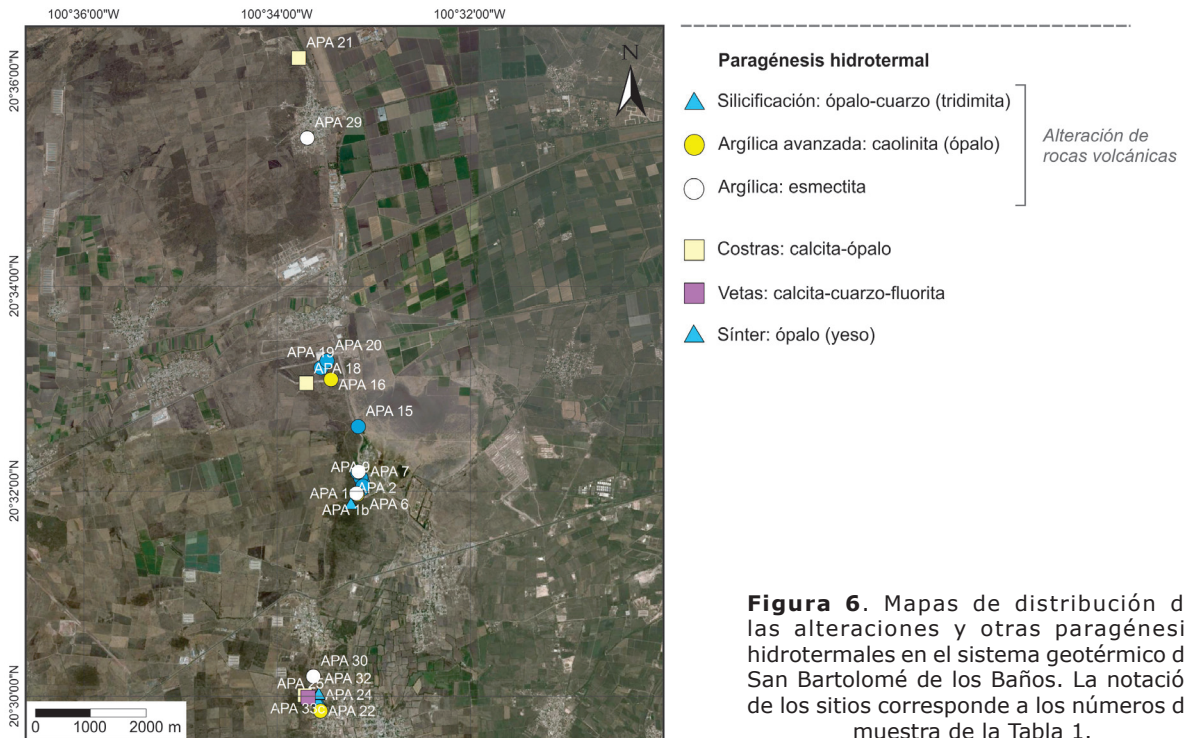 100°36'00"W
100°34'00"W
100°32'00"W
20°36'00"N
20°34'00"N
20°32'00"N
20°30'00"N
N
APA 21
APA 29
APA 20
APA 19
APA 18
APA 16
APA 15
APA 9
APA 7
APA 2
APA 1
APA 6
APA 1b
APA 30
APA 32
APA 24
APA 33c
APA 22
0 1000 2000 m
Paragénesis hidrotermal
Silicificación: ópalo-cuarzo (tridimita)
Argílica avanzada: caolinita (ópalo)
Argílica: esmectita
Alteración de
rocas volcánicas
Costras: calcita-ópalo
Vetas: calcita-cuarzo-fluorita
Sínter: ópalo (yeso)
Figura 6. Mapas de distribución d
las alteraciones y otras paragénesi
hidrotermales en el sistema geotérmico d
San Bartolomé de los Baños. La notació
de los sitios corresponde a los números d
muestra de la Tabla 1.